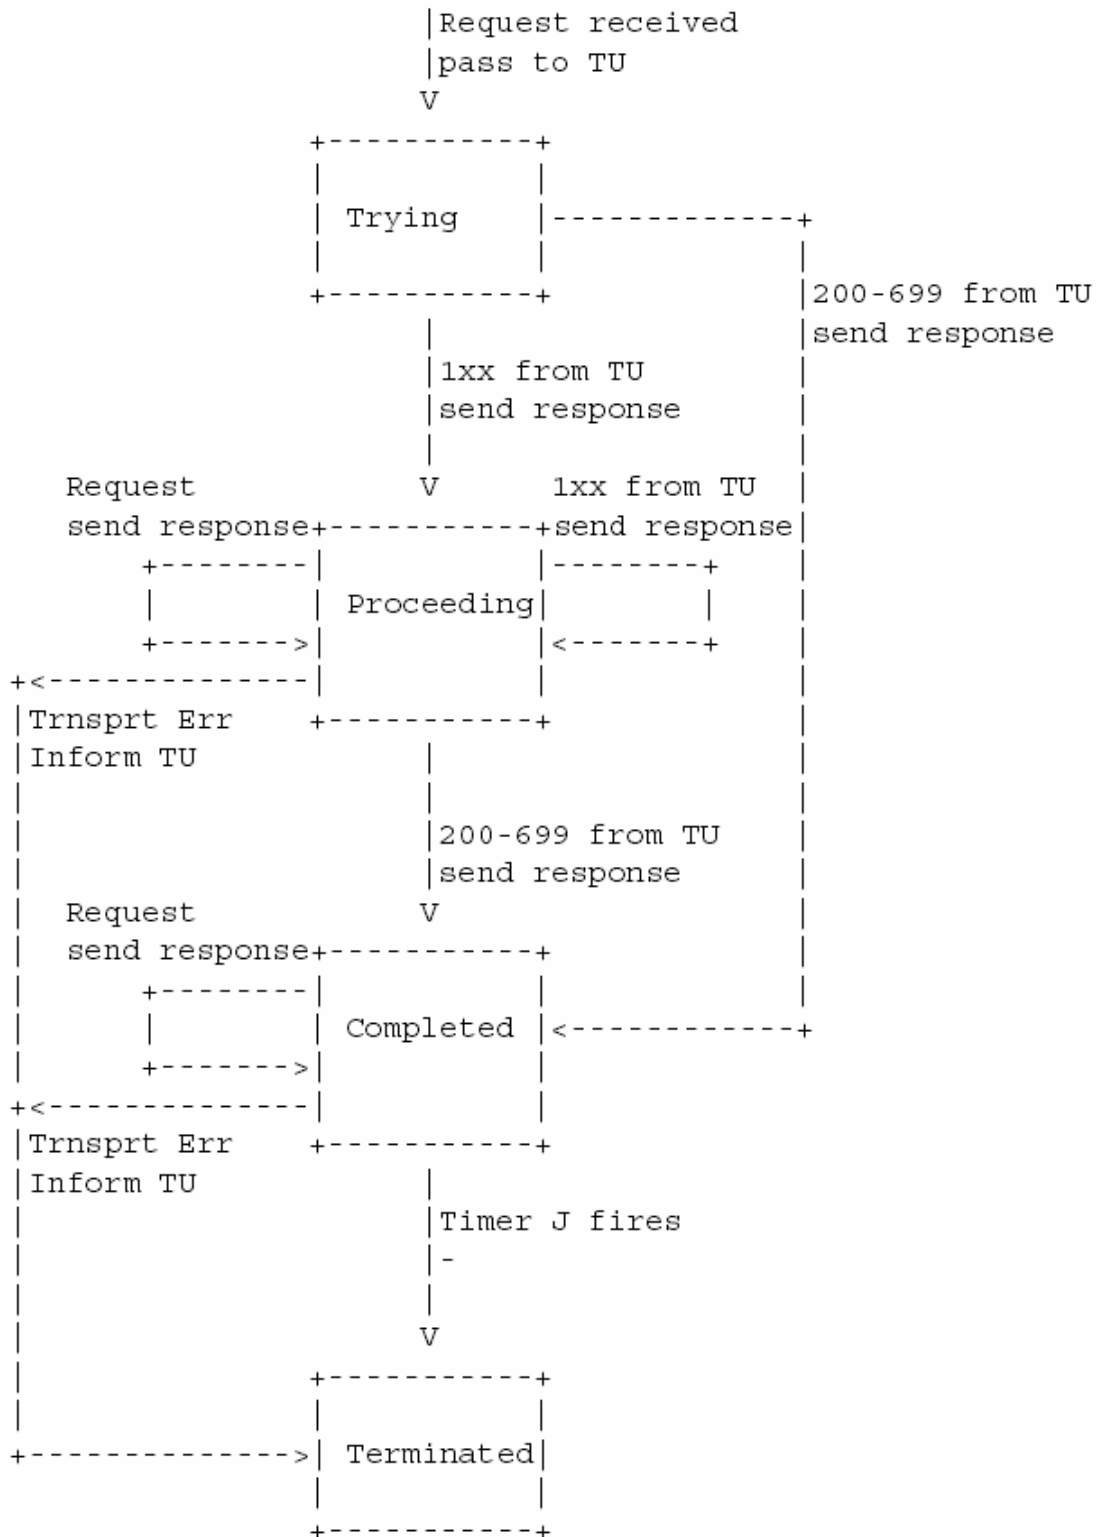 Request received
pass to TU
V
Trying
200-699 from TU
send response
1xx from TU
send response
Request V 1xx from TU
send response send response
Proceeding
Trnsprt Err
Inform TU
200-699 from TU
send response
Request V
send response
Completed
Trnsprt Err
Inform TU
Timer J fires
-
V
Terminated